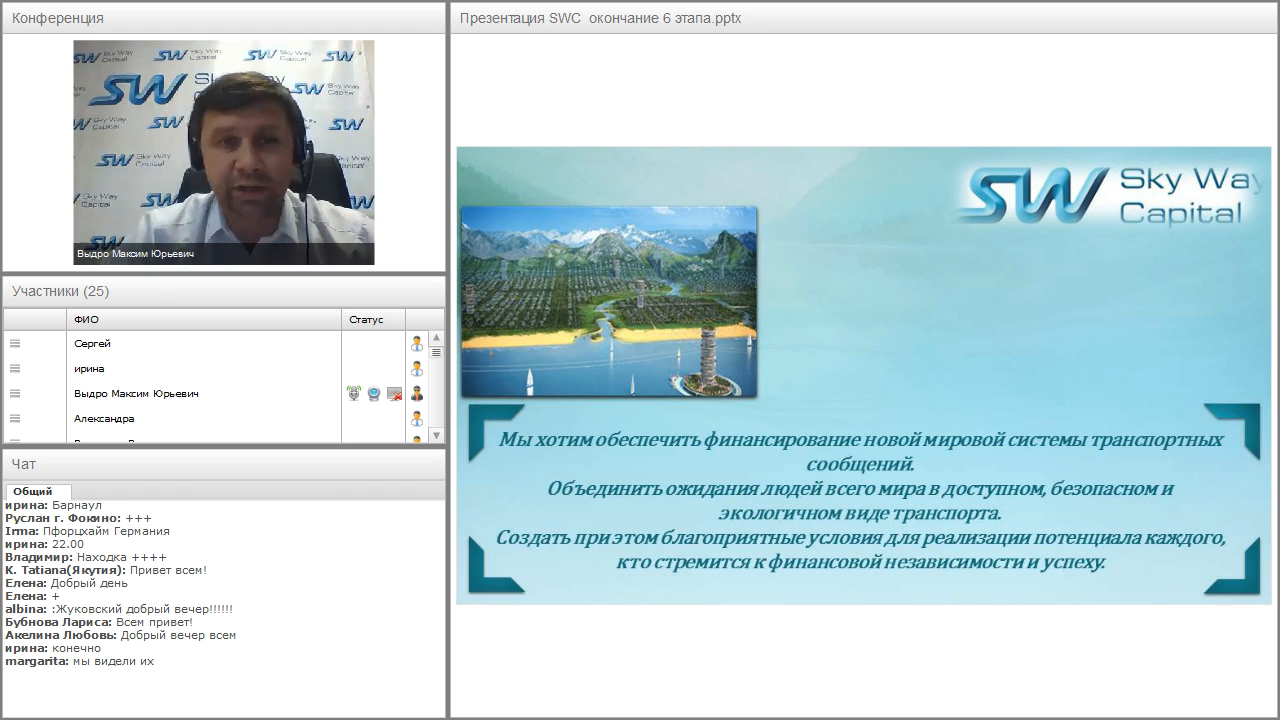 Конференция
SW Sky Way Capital
Выдро Максим Юрьевич
Участники (25)
ФИО Статус
Сергей
ирина
Выдро Максим Юрьевич
Александра
Чат
Общий
ирина: Барнаул
Руслан г. Фокино: +++
Irma: Пфорцхайм Германия
ирина: 22.00
Владимир: Находка ++++
K. Tatiana(Якутия): Привет всем!
Елена: Добрый день
Елена: +
albina: :Жуковский добрый вечер!!!!!!
Бубнова Лариса: Всем привет!
Акелина Любовь: Добрый вечер всем
ирина: конечно
margarita: мы видели их
Презентация SWC окончание 6 этапа.pptx
SW Sky Way
Capital
Мы хотим обеспечить финансирование новой мировой системы транспортных
сообщений.
Объединить ожидания людей всего мира в доступном, безопасном и
экологичном виде транспорта.
Создать при этом благоприятные условия для реализации потенциала каждого,
кто стремится к финансовой независимости и успеху.